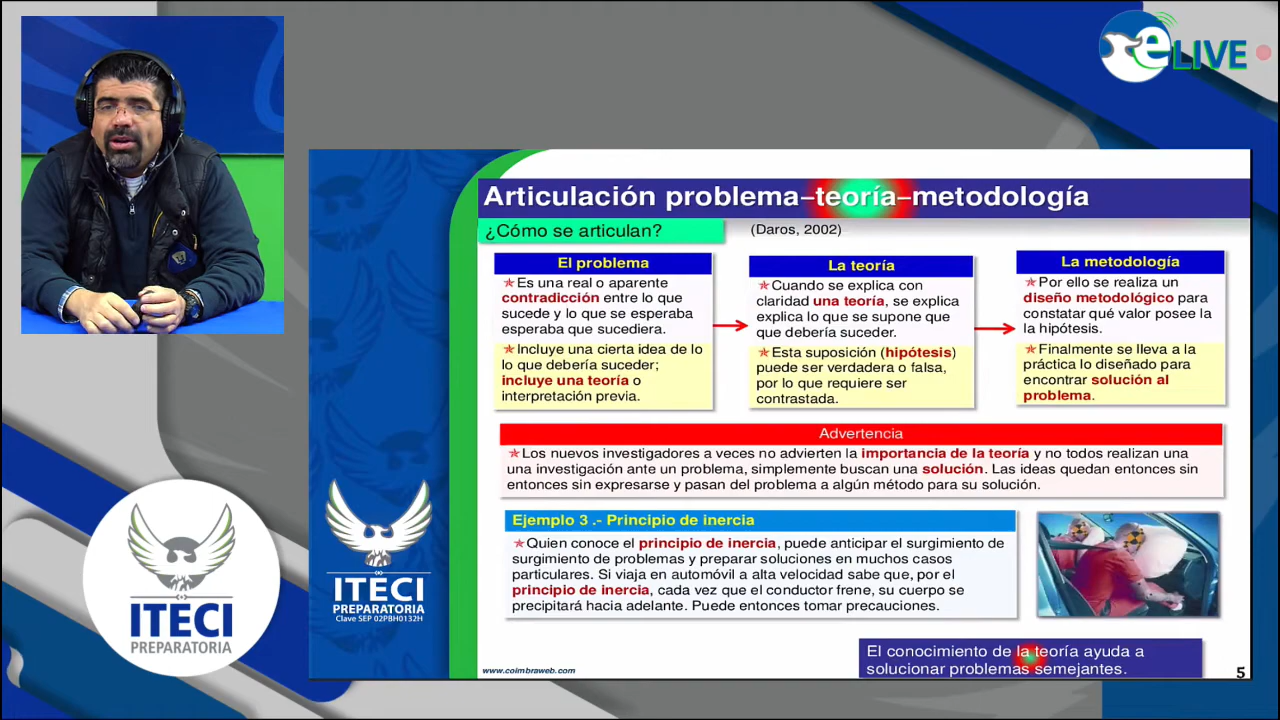 eLIVE
Articulación problema–teoría–metodología
¿Cómo se articulan?
(Daros, 2002)
El problema
Es una real o aparente
contradicción entre lo que
sucede y lo que se esperaba
esperaba que sucediera.
Incluye una cierta idea de lo
lo que debería suceder;
incluye una teoría o
interpretación previa.
La teoría
Cuando se explica con
claridad una teoría, se explica
explica lo que se supone que
que debería suceder.
Esta suposición (hipótesis)
puede ser verdadera o falsa,
por lo que requiere ser
contrastada.
La metodología
Por ello se realiza un
diseño metodológico para
constatar qué valor posee la
la hipótesis.
Finalmente se lleva a la
práctica lo diseñado para
encontrar solución al
problema.
Advertencia
Los nuevos investigadores a veces no advierten la importancia de la teoría y no todos realizan una
una investigación ante un problema, simplemente buscan una solución. Las ideas quedan entonces sin
entonces sin expresarse y pasan del problema a algún método para su solución.
Ejemplo 3 .- Principio de inercia
Quien conoce el principio de inercia, puede anticipar el surgimiento de
surgimiento de problemas y preparar soluciones en muchos casos
particulares. Si viaja en automóvil a alta velocidad sabe que, por el
principio de inercia, cada vez que el conductor frene, su cuerpo se
precipitará hacia adelante. Puede entonces tomar precauciones.
El conocimiento de la teoría ayuda a
solucionar problemas semejantes.
www.coimbraweb.com
5
ITECI
PREPARATORIA
Clave SEP 02PBH0132H
ITECI
PREPARATORIA